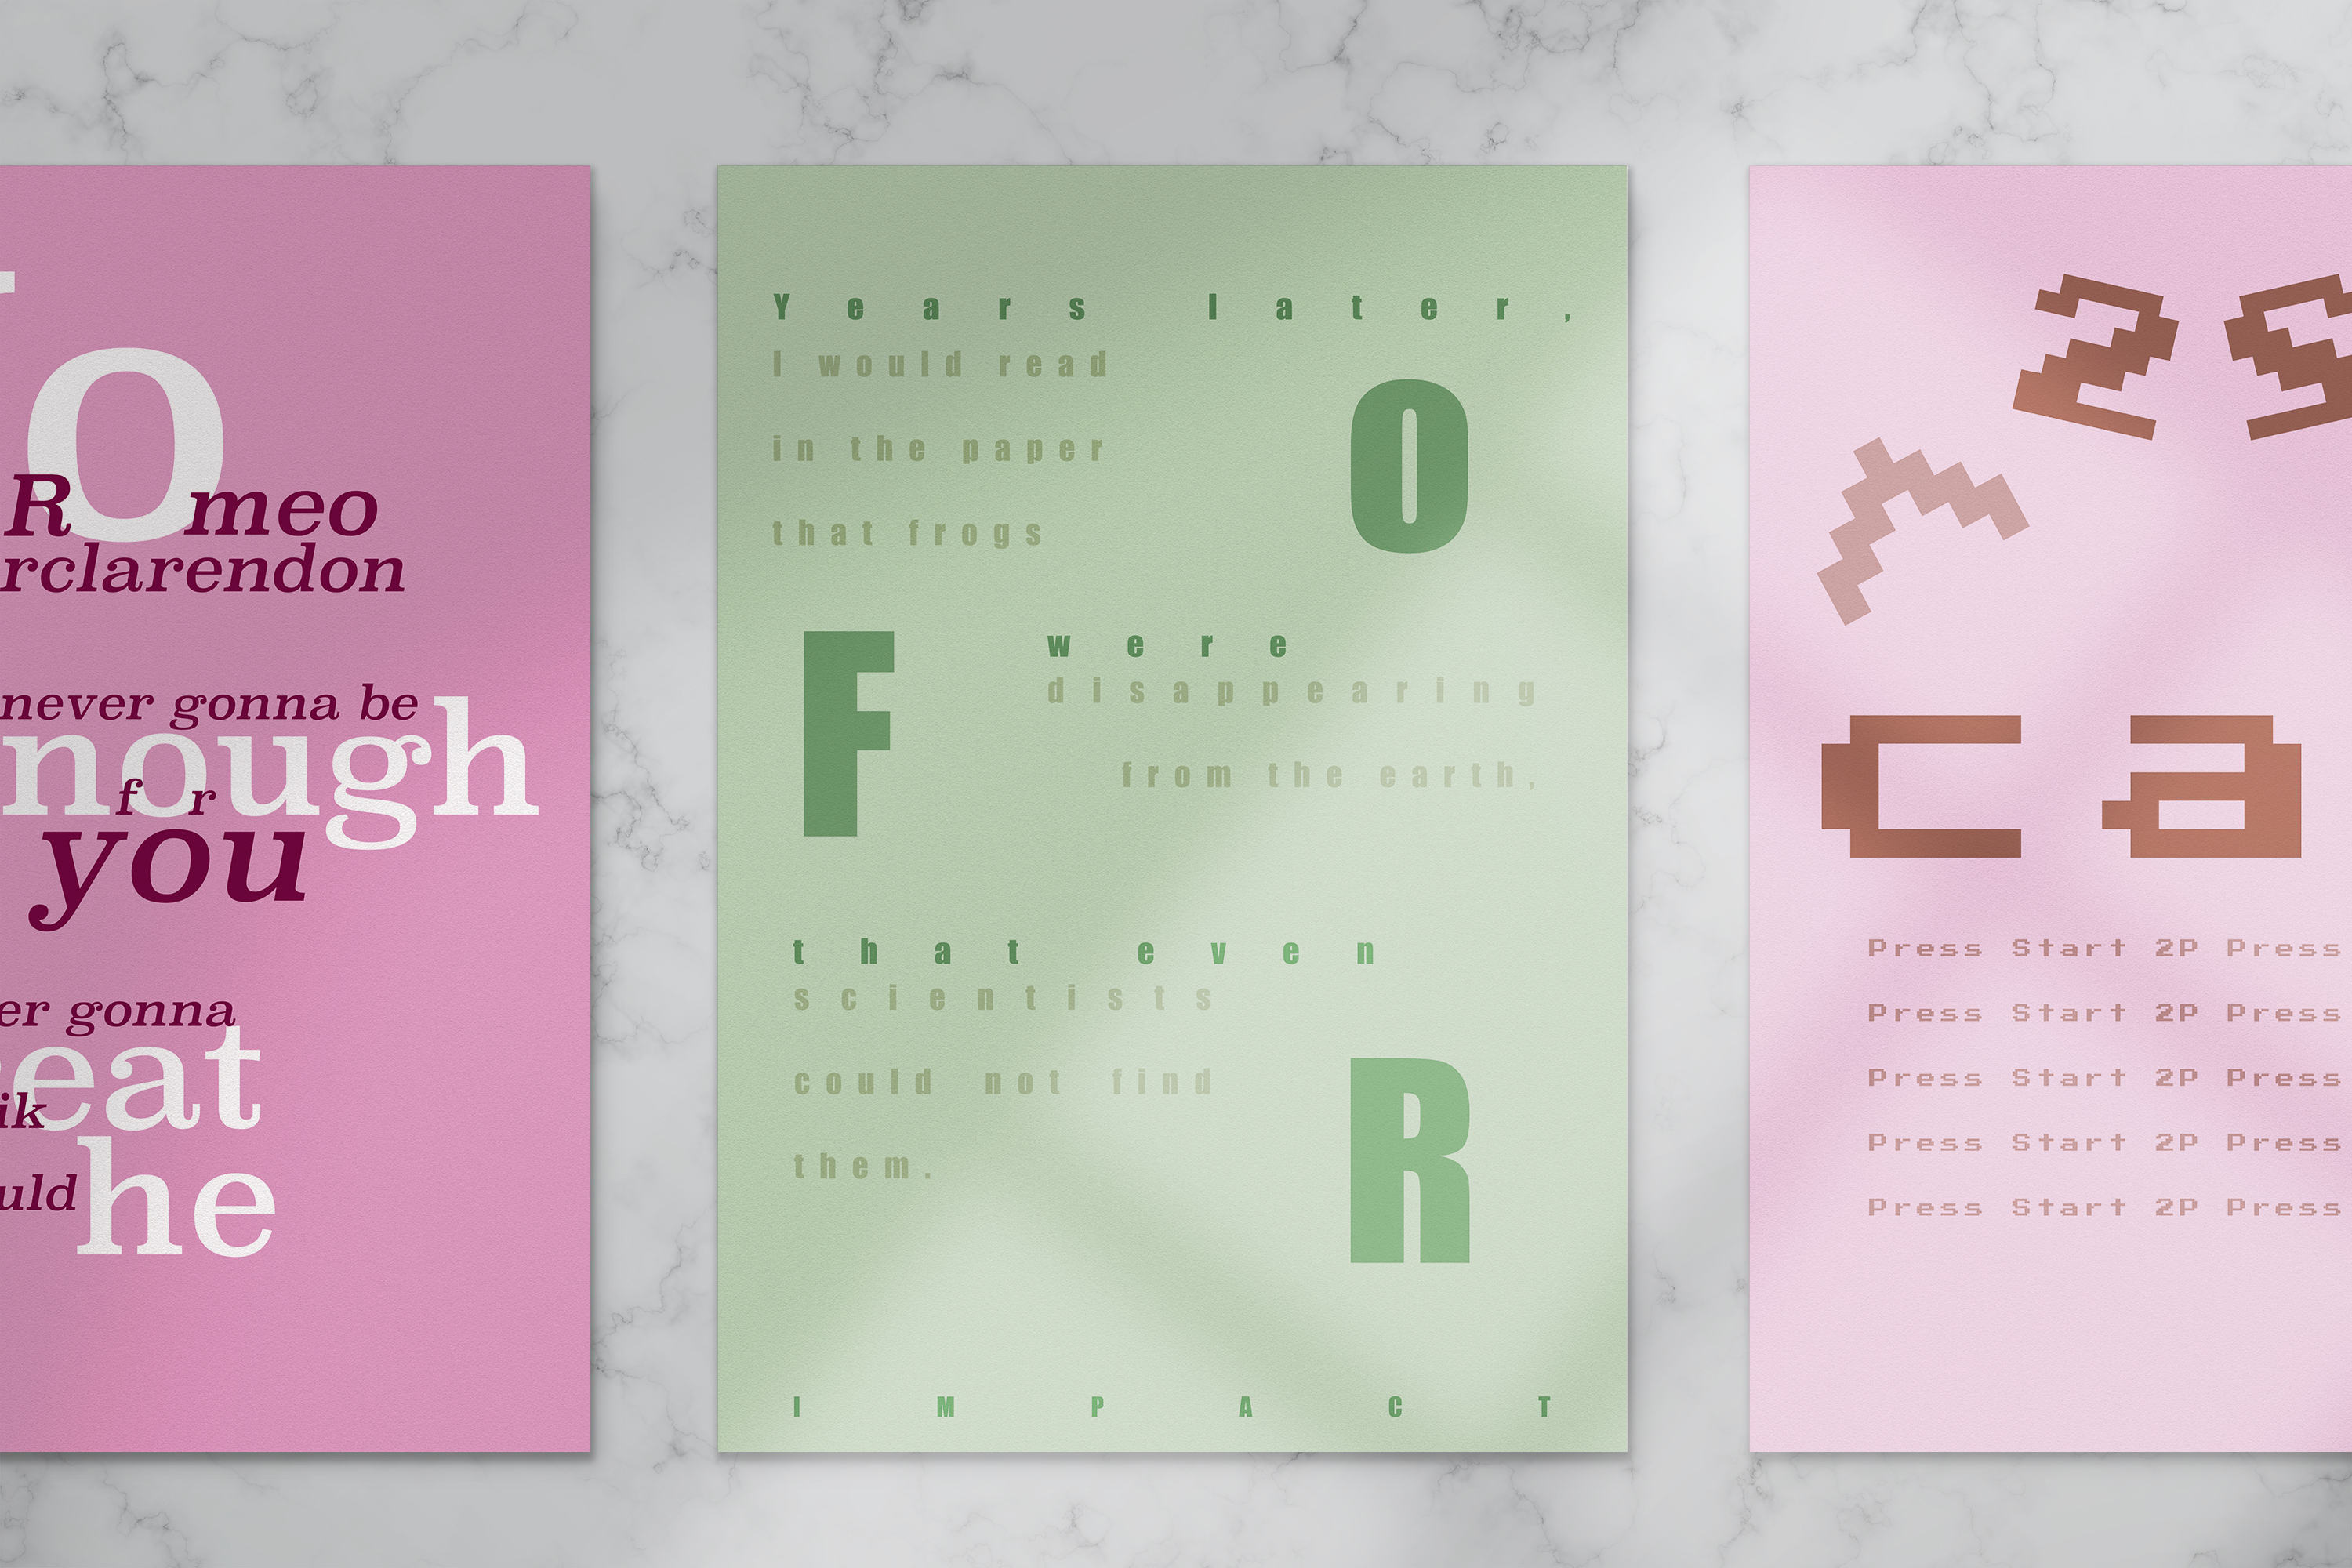 o
R meo
rclarendon
never gonna be
nough
f r
you
er gonna
eat
ik
he
uld
Years later,
I would read
in the paper
that frogs
O
F
were
disappearing
from the earth,
that even
scientists
could not find
them.
R
IMPACT
2S
ca
Press Start 2P Press
Press Start 2P Press
Press Start 2P Press
Press Start 2P Press
Press Start 2P Press